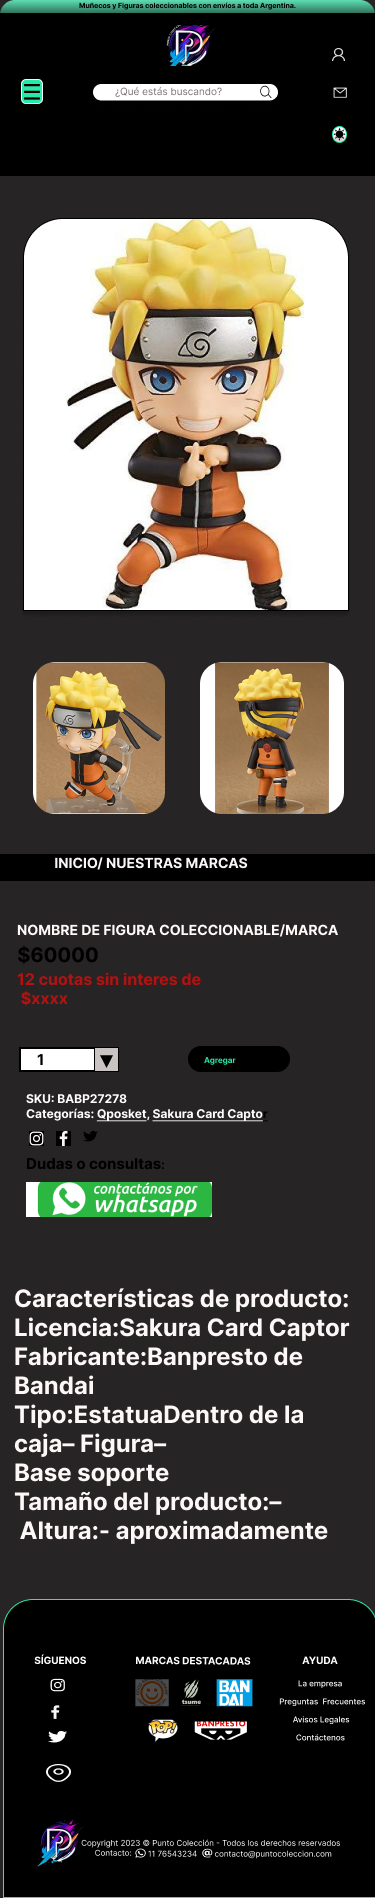 Muñecos y Figuras coleccionables con envíos a toda Argentina.
¿Qué estás buscando?
INICIO/ NUESTRAS MARCAS
NOMBRE DE FIGURA COLECCIONABLE/MARCA
$60000
12 cuotas sin interes de
$xxxx
1
Agregar
SKU: BABP27278
Categorías: Qposket, Sakura Card Captor
Dudas o consultas:
contactános por
whatsapp
Características de producto:
Licencia:Sakura Card Captor
Fabricante:Banpresto de
Bandai
Tipo:EstatuaDentro de la
caja– Figura–
Base soporte
Tamaño del producto:–
Altura:- aproximadamente
SÍGUENOS
MARCAS DESTACADAS
tsume
BAN
DAI
POP!
BANPRESTO
AYUDA
La empresa
Preguntas Frecuentes
Avisos Legales
Contáctenos
Copyright 2023 © Punto Colección - Todos los derechos reservados
Contacto: 11 76543234 contacto@puntocoleccion.com